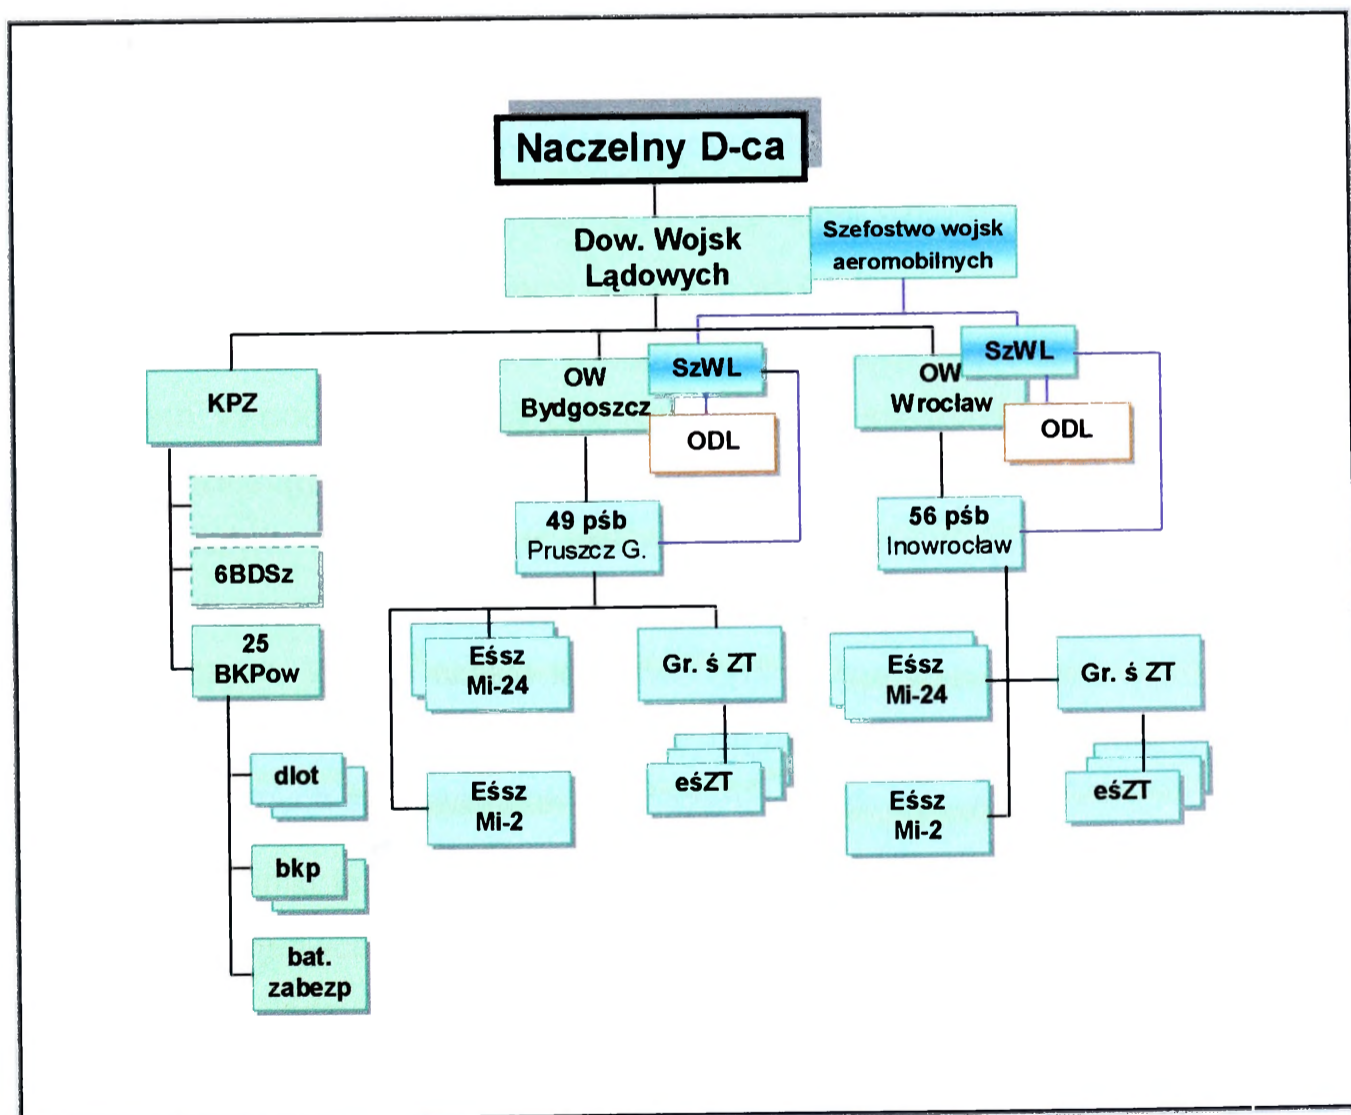 Naczelny D-ca
Dow. Wojsk
Lądowych
Szefostwo wojsk
aeromobilnych
KPZ
OW
Bydgoszcz
SzWL
ODL
OW
Wrocław
SzWL
ODL
6BDSz
25
BKPow
dlot
bkp
bat.
zabezp
49 pśb
Pruszcz G.
Eśsz
Mi-24
Gr. ś ZT
Eśsz
Mi-2
eśZT
56 pśb
Inowrocław
Eśsz
Mi-24
Gr. ś ZT
Eśsz
Mi-2
eśZT